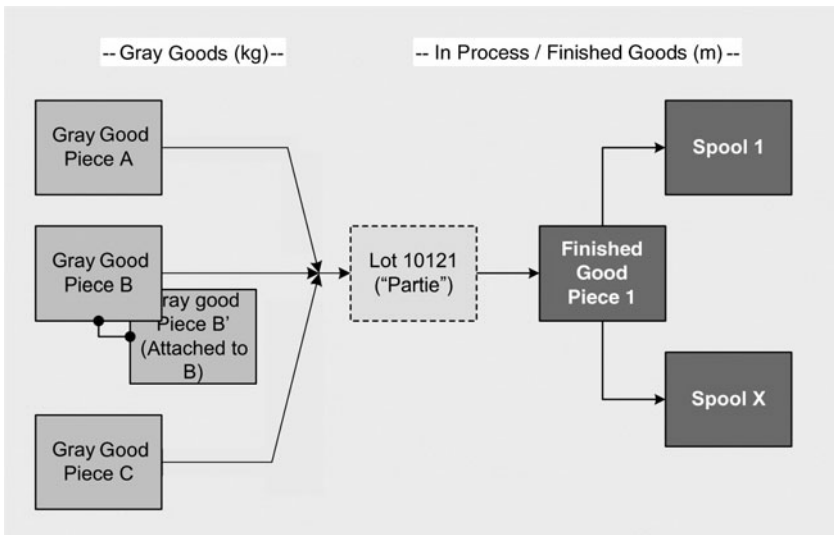 -- Gray Goods (kg)--
-- In Process / Finished Goods (m) --
Gray Good
Piece A
Gray Good
Piece B
ray good
Piece B’
(Attached to
B)
Gray Good
Piece C
Lot 10121
(“Partie”)
Finished
Good
Piece 1
Spool 1
Spool X